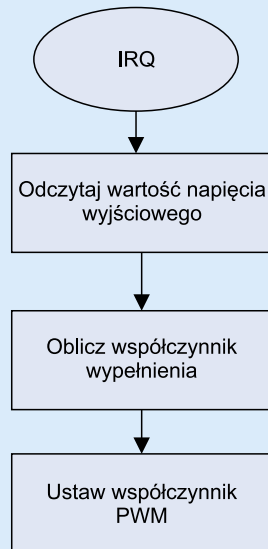 IRQ
Odczytaj wartość napięcia
wyjściowego
Oblicz współczynnik
wypełnienia
Ustaw współczynnik
PWM